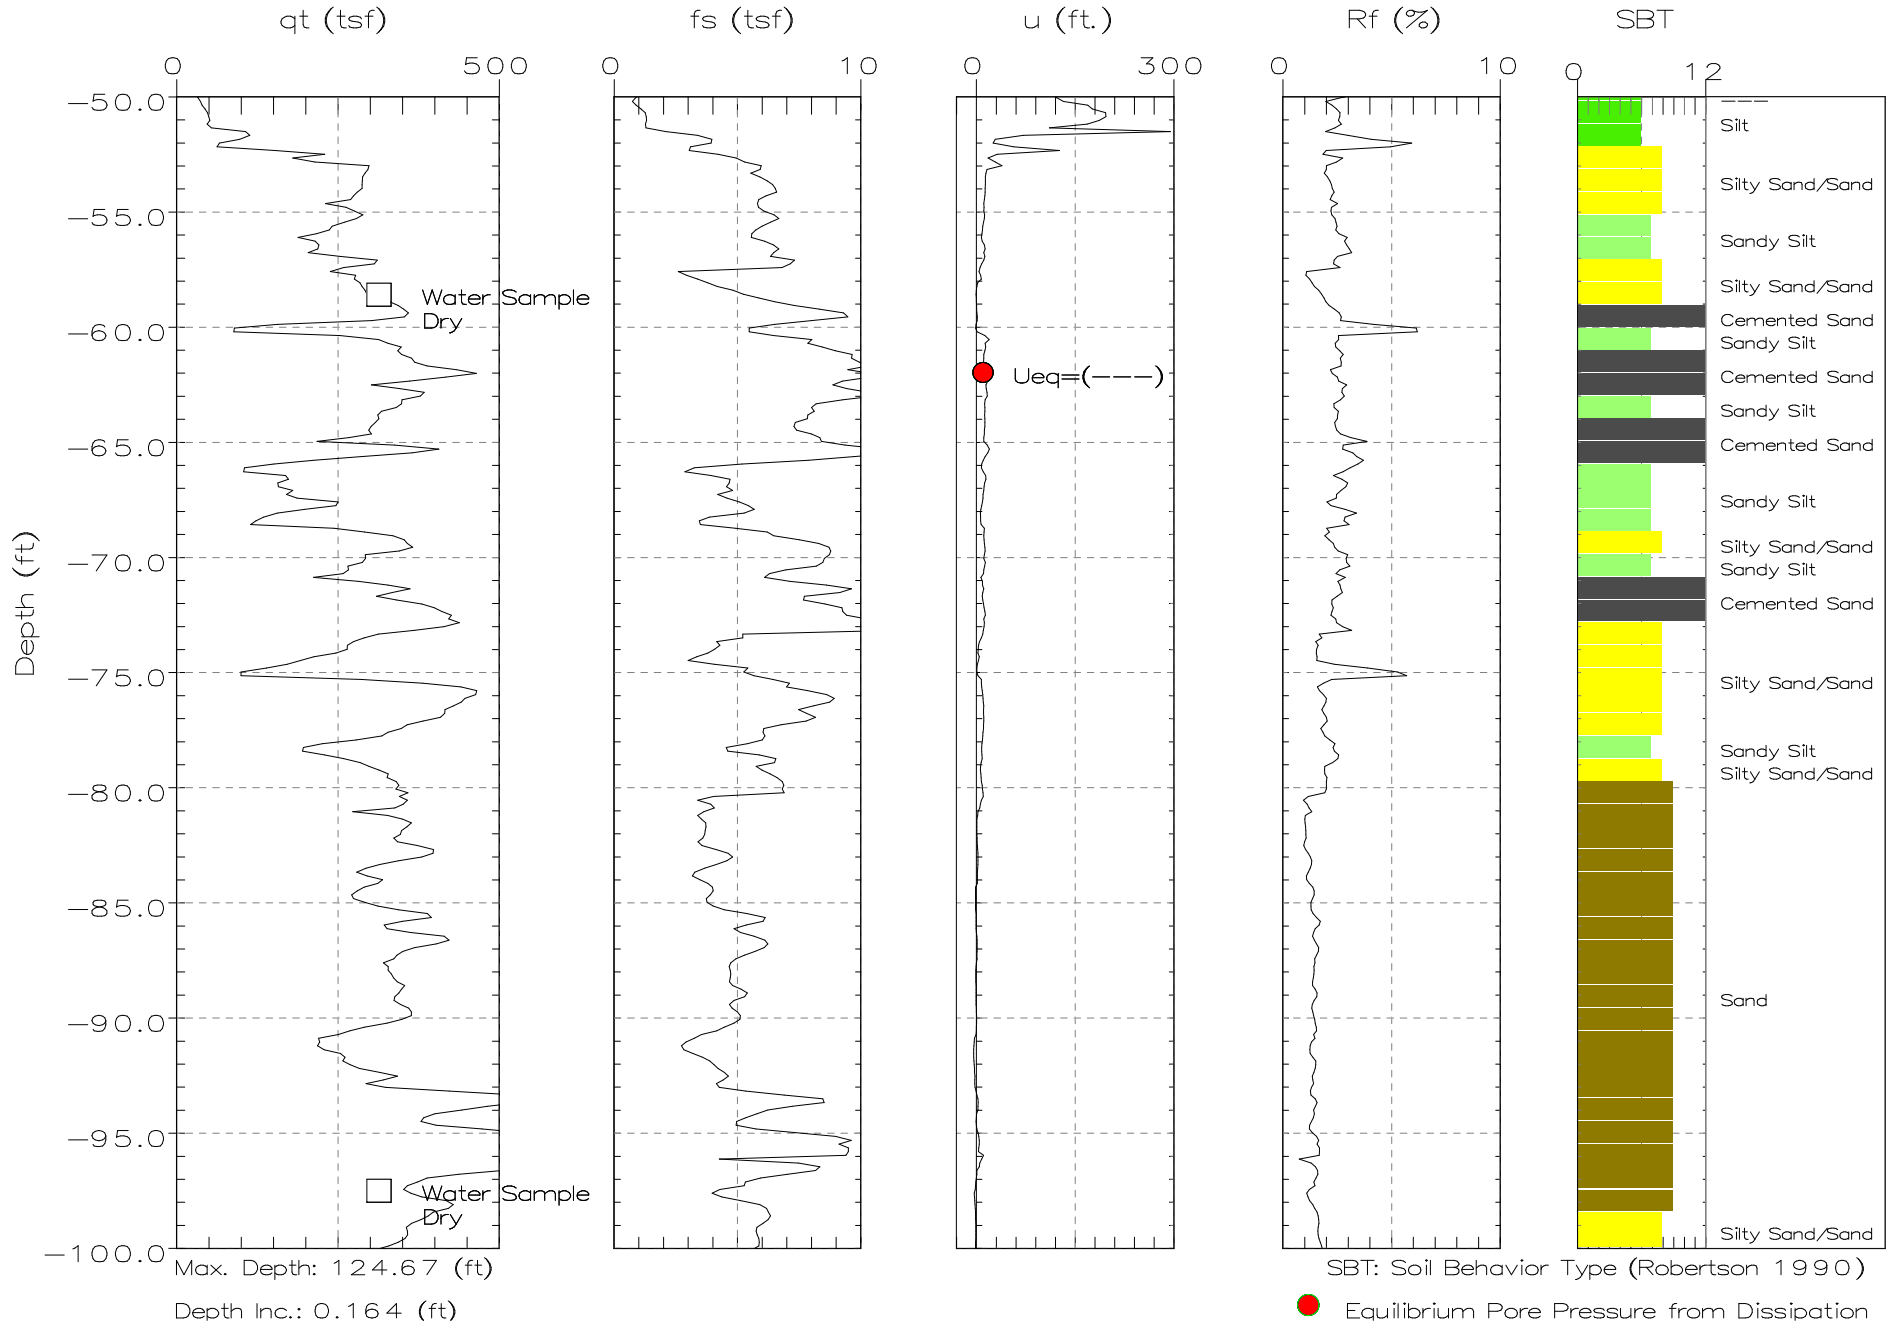 qt (tsf) fs (tsf) u (ft.) Rf (%) SBT
0 500 0 10 0 300 0 10 0 12
Depth (ft)
-50.0
-55.0
-60.0
-65.0
-70.0
-75.0
-80.0
-85.0
-90.0
-95.0
-100.0
Water Sample
Dry
Water Sample
Dry
Ueq=(---)
---
Silt
Silty Sand/Sand
Sandy Silt
Silty Sand/Sand
Cemented Sand
Sandy Silt
Cemented Sand
Sandy Silt
Cemented Sand
Sandy Silt
Silty Sand/Sand
Sandy Silt
Cemented Sand
Silty Sand/Sand
Sandy Silt
Silty Sand/Sand
Sand
Silty Sand/Sand
Max. Depth: 124.67 (ft)
Depth Inc.: 0.164 (ft)
SBT: Soil Behavior Type (Robertson 1990)
Equilibrium Pore Pressure from Dissipation